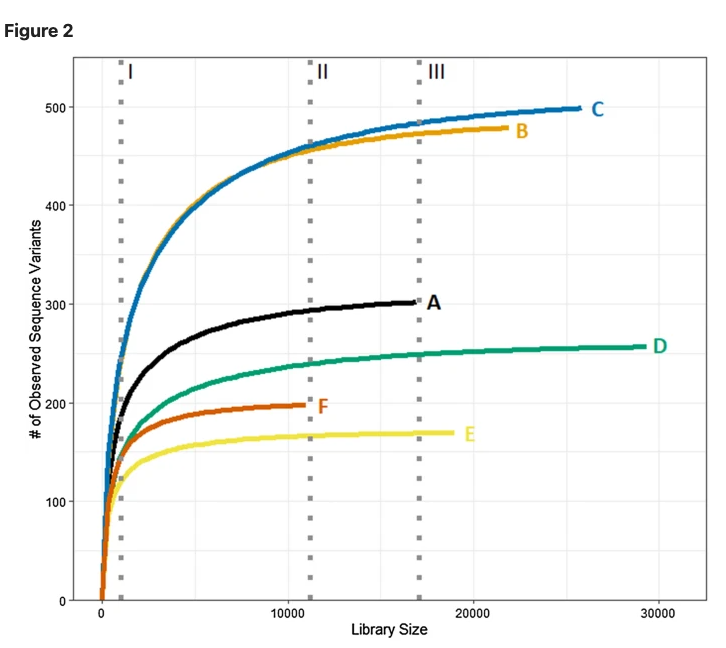 Figure 2
I
II
III
500
400
300
200
100
0
# of Observed Sequence Variants
C
B
A
D
F
E
0
10000
20000
30000
Library Size